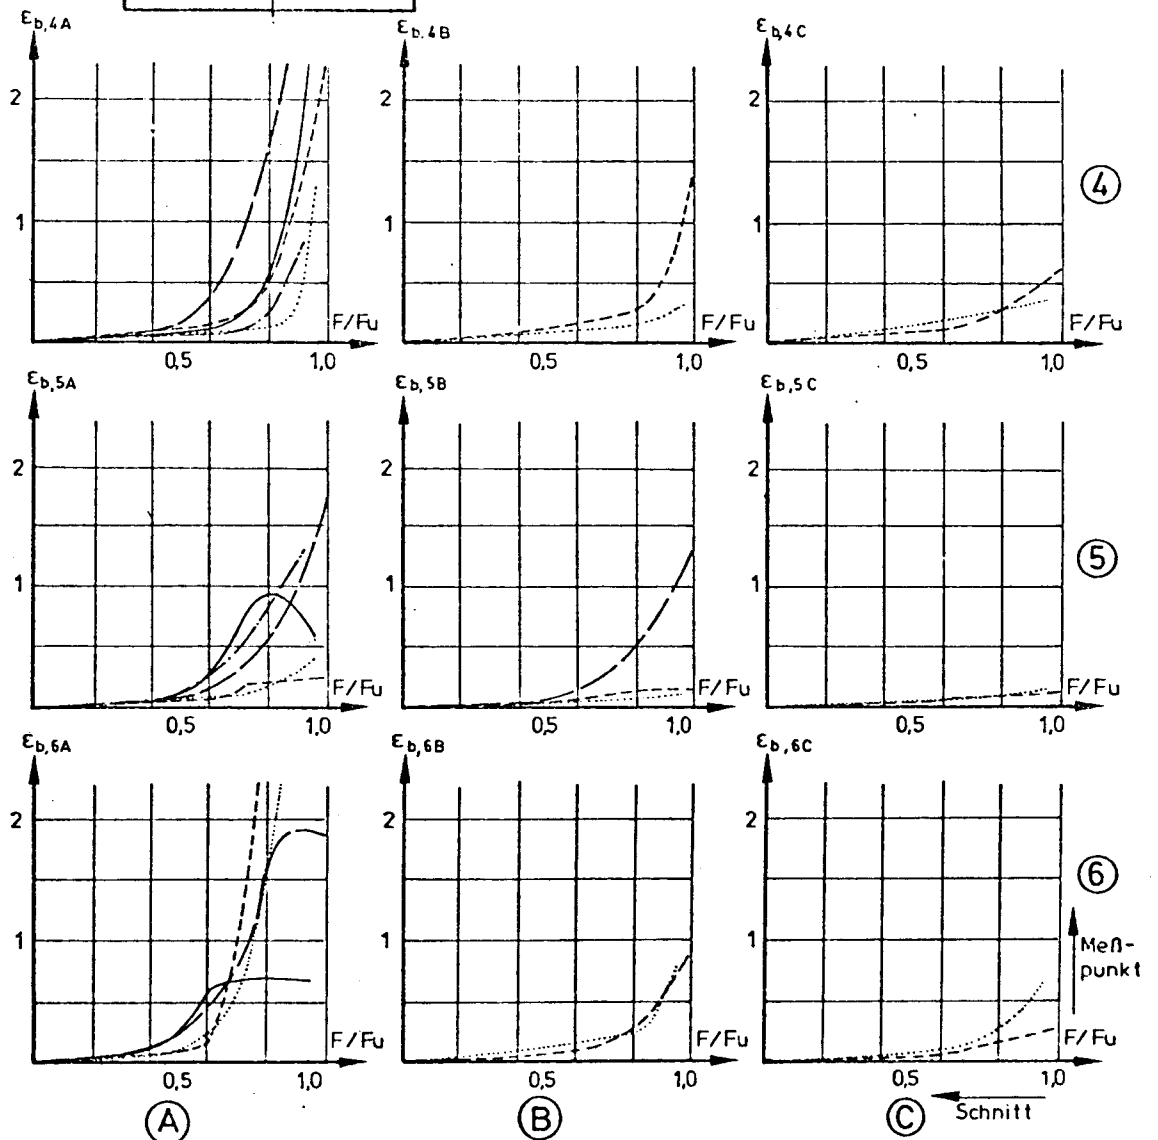 εb,4A εb.4B εb,4C
2 2 2
1 1 1 4
F/Fu F/Fu F/Fu
0,5 1,0 0,5 1,0 0,5 1,0
εb,5A εb,5B εb,5C
2 2 2
1 1 1 5
F/Fu F/Fu F/Fu
0,5 1,0 0,5 1,0 0,5 1,0
εb,6A εb,6B εb,6C
2 2 2
6
1 1 1 Meß-
punkt
F/Fu F/Fu F/Fu
0,5 1,0 0,5 1,0 0,5 1,0
A B C Schnitt